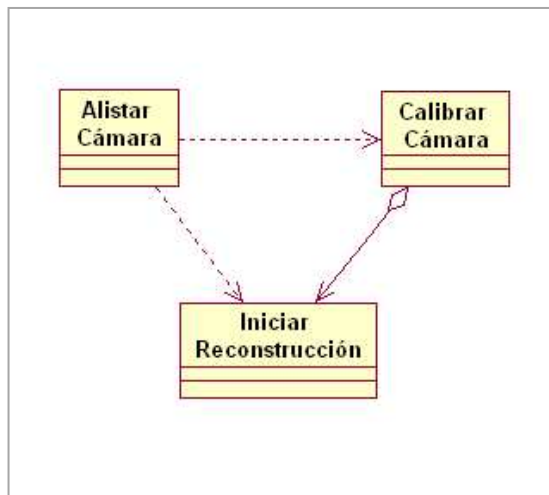 Alistar
Cámara
Calibrar
Cámara
Iniciar
Reconstrucción